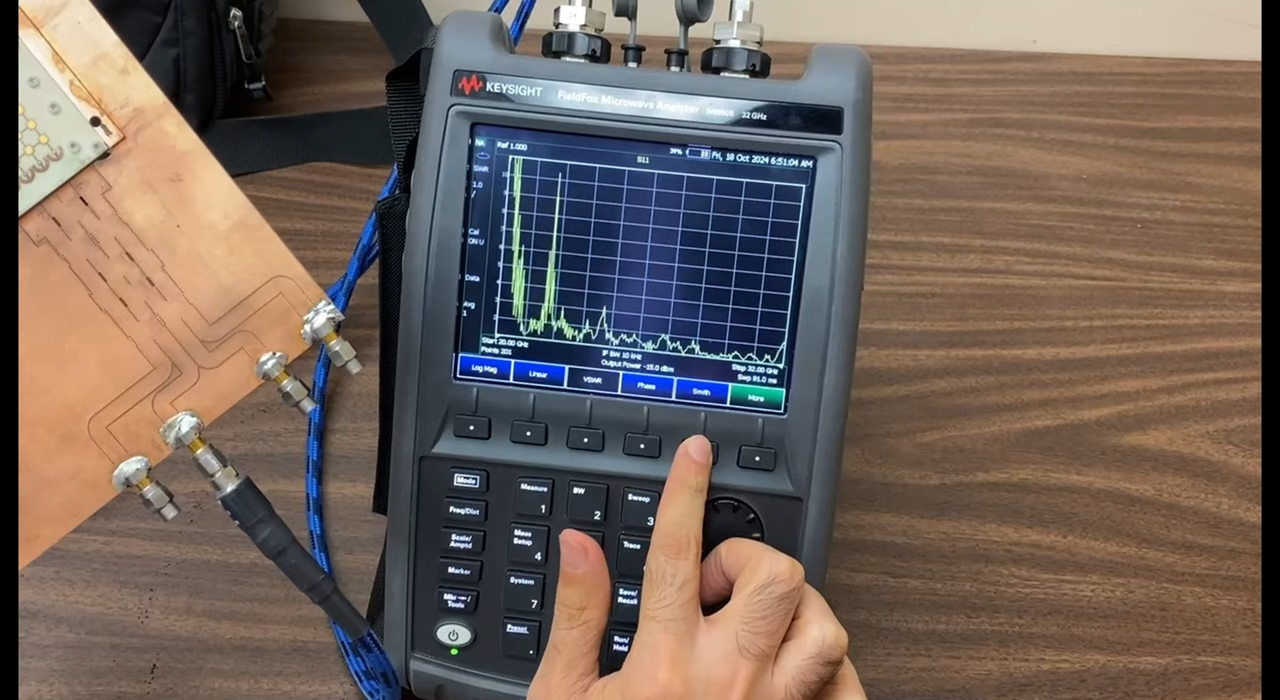 KEYSIGHT FieldFox Microwave Analyzer 32 GHz
NA Ref 1.000 39% Fri, 18 Oct 2024 6:51:04 AM
S11
SWR
1.0
/
Cal
ON U
Data
Avg
1
Start 20.00 GHz IF BW 10 kHz Stop 32.00 GHz
Points 201 Output Power -15.0 dBm Swp 81.0 ms
Log Mag Linear VSWR Phase Smith More
Mode Measure 1 BW 2 Sweep 3
Freq/Dist
Scale/
Amptd
Meas
Setup 4 Trace
Marker System 7 Save/
Recall
Mkr→/
Tools
Preset . Run/
Hold